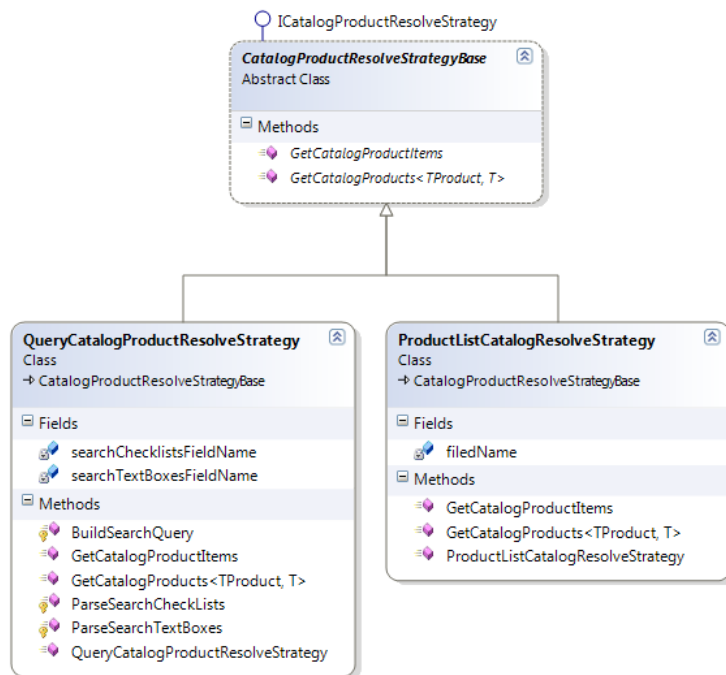 ICatalogProductResolveStrategy
CatalogProductResolveStrategyBase
Abstract Class
Methods
GetCatalogProductItems
GetCatalogProducts<TProduct, T>
QueryCatalogProductResolveStrategy
Class
CatalogProductResolveStrategyBase
Fields
searchChecklistsFieldName
searchTextBoxesFieldName
Methods
BuildSearchQuery
GetCatalogProductItems
GetCatalogProducts<TProduct, T>
ParseSearchCheckLists
ParseSearchTextBoxes
QueryCatalogProductResolveStrategy
ProductListCatalogResolveStrategy
Class
CatalogProductResolveStrategyBase
Fields
filedName
Methods
GetCatalogProductItems
GetCatalogProducts<TProduct, T>
ProductListCatalogResolveStrategy